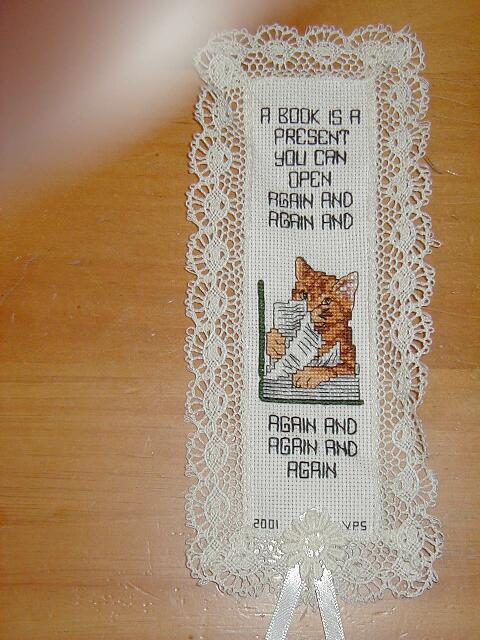 A BOOK IS A
PRESENT
YOU CAN
OPEN
AGAIN AND
AGAIN AND
AGAIN AND
AGAIN AND
AGAIN
2001 VPS